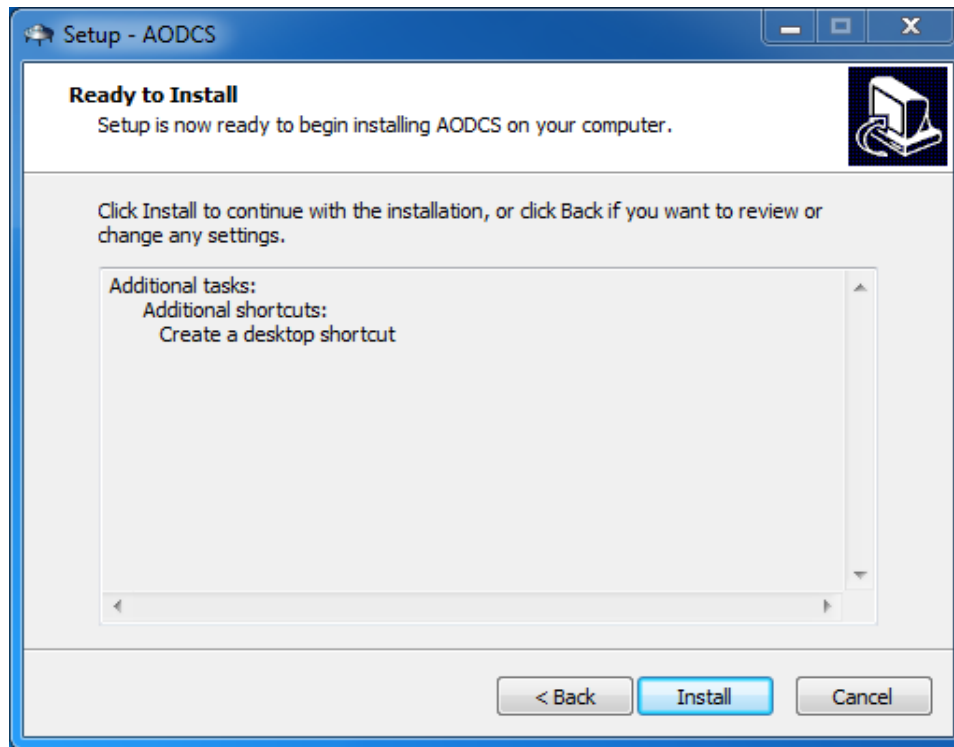 Setup - AODCS
Ready to Install
Setup is now ready to begin installing AODCS on your computer.
Click Install to continue with the installation, or click Back if you want to review or
change any settings.
Additional tasks:
Additional shortcuts:
Create a desktop shortcut
< Back
Install
Cancel